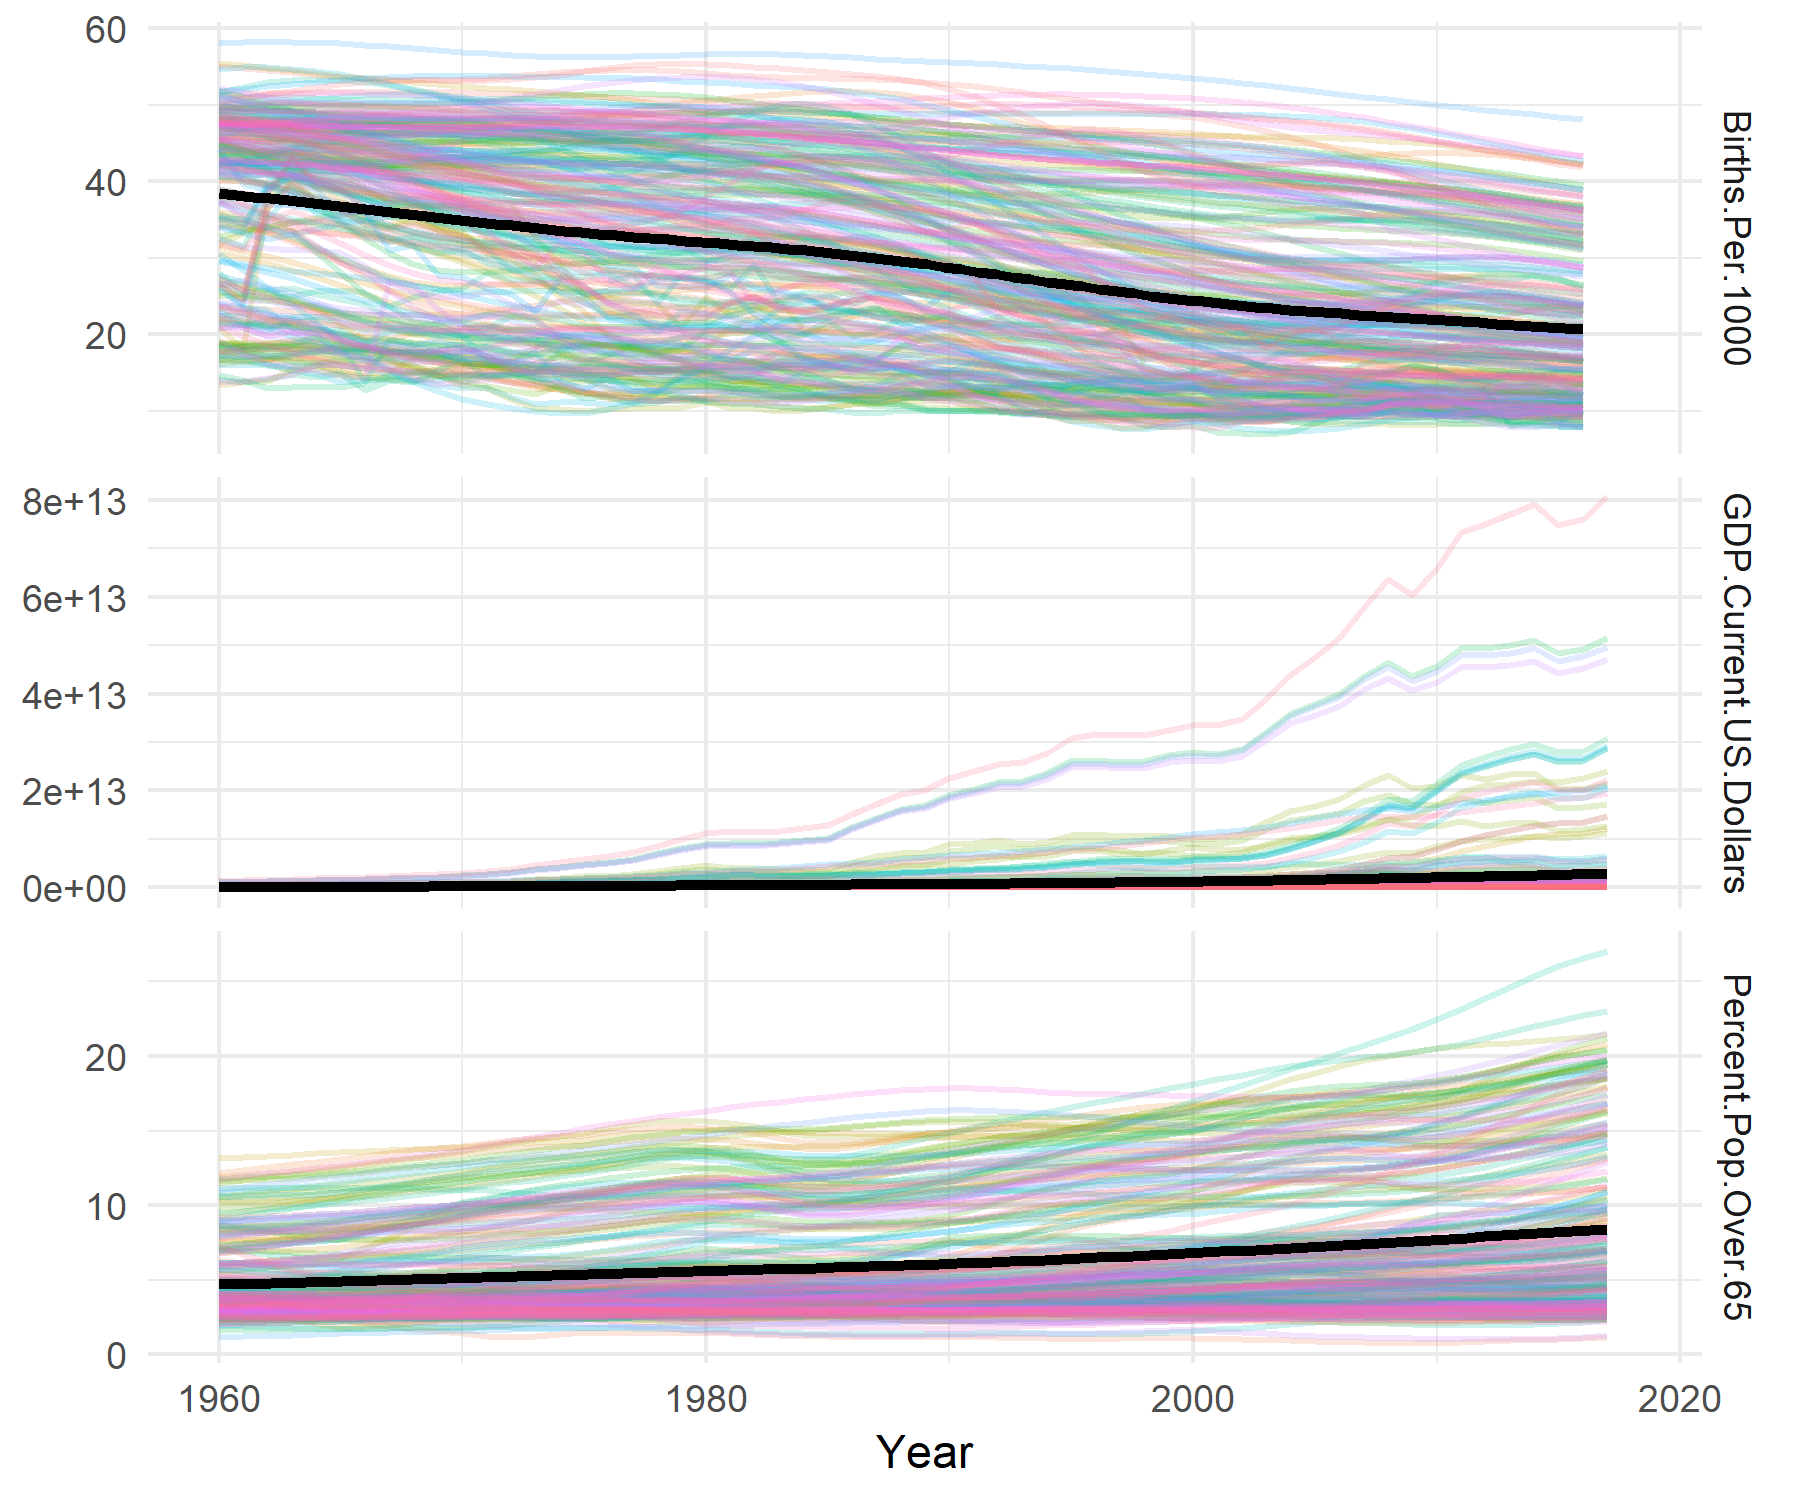 60
40
20
Births.Per.1000
8e+13
6e+13
4e+13
2e+13
0e+00
GDP.Current.US.Dollars
20
10
0
Percent.Pop.Over.65
1960 1980 2000 2020
Year